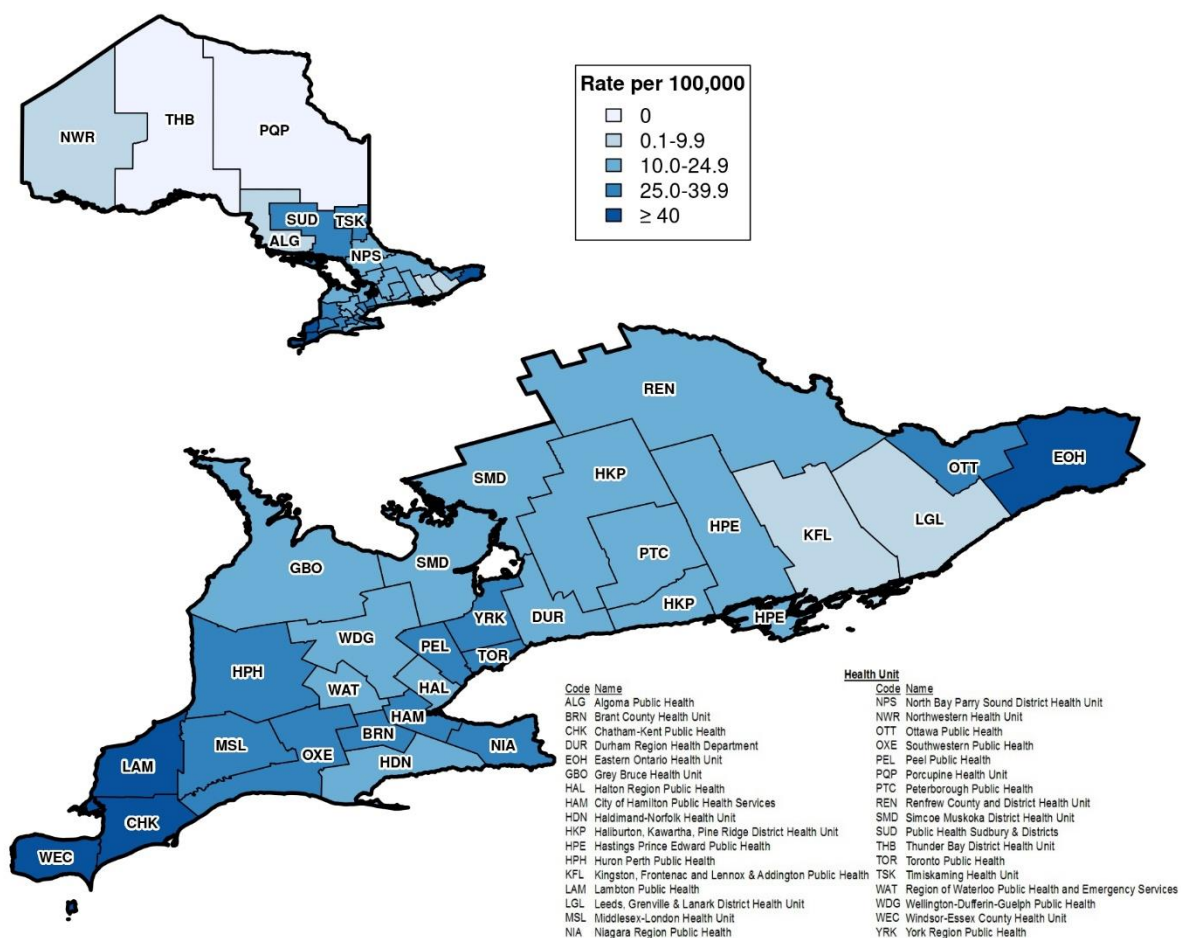 Rate per 100,000
0
0.1-9.9
10.0-24.9
25.0-39.9
≥ 40
NWR
THB
PQP
SUD
TSK
ALG
NPS
REN
SMD
HKP
OTT
EOH
HPE
KFL
LGL
PTC
GBO
SMD
HKP
HPE
YRK
DUR
WDG
PEL
TOR
HPH
WAT
HAL
HAM
BRN
MSL
OXE
NIA
HDN
LAM
CHK
WEC
Health Unit
Code Name
ALG Algoma Public Health
BRN Brant County Health Unit
CHK Chatham-Kent Public Health
DUR Durham Region Health Department
EOH Eastern Ontario Health Unit
GBO Grey Bruce Health Unit
HAL Halton Region Public Health
HAM City of Hamilton Public Health Services
HDN Haldimand-Norfolk Health Unit
HKP Haliburton, Kawartha, Pine Ridge District Health Unit
HPE Hastings Prince Edward Public Health
HPH Huron Perth Public Health
KFL Kingston, Frontenac and Lennox & Addington Public Health
LAM Lambton Public Health
LGL Leeds, Grenville & Lanark District Health Unit
MSL Middlesex-London Health Unit
NIA Niagara Region Public Health
Code Name
NPS North Bay Parry Sound District Health Unit
NWR Northwestern Health Unit
OTT Ottawa Public Health
OXE Southwestern Public Health
PEL Peel Public Health
PQP Porcupine Health Unit
PTC Peterborough Public Health
REN Renfrew County and District Health Unit
SMD Simcoe Muskoka District Health Unit
SUD Public Health Sudbury & Districts
THB Thunder Bay District Health Unit
TOR Toronto Public Health
TSK Timiskaming Health Unit
WAT Region of Waterloo Public Health and Emergency Services
WDG Wellington-Dufferin-Guelph Public Health
WEC Windsor-Essex County Health Unit
YRK York Region Public Health